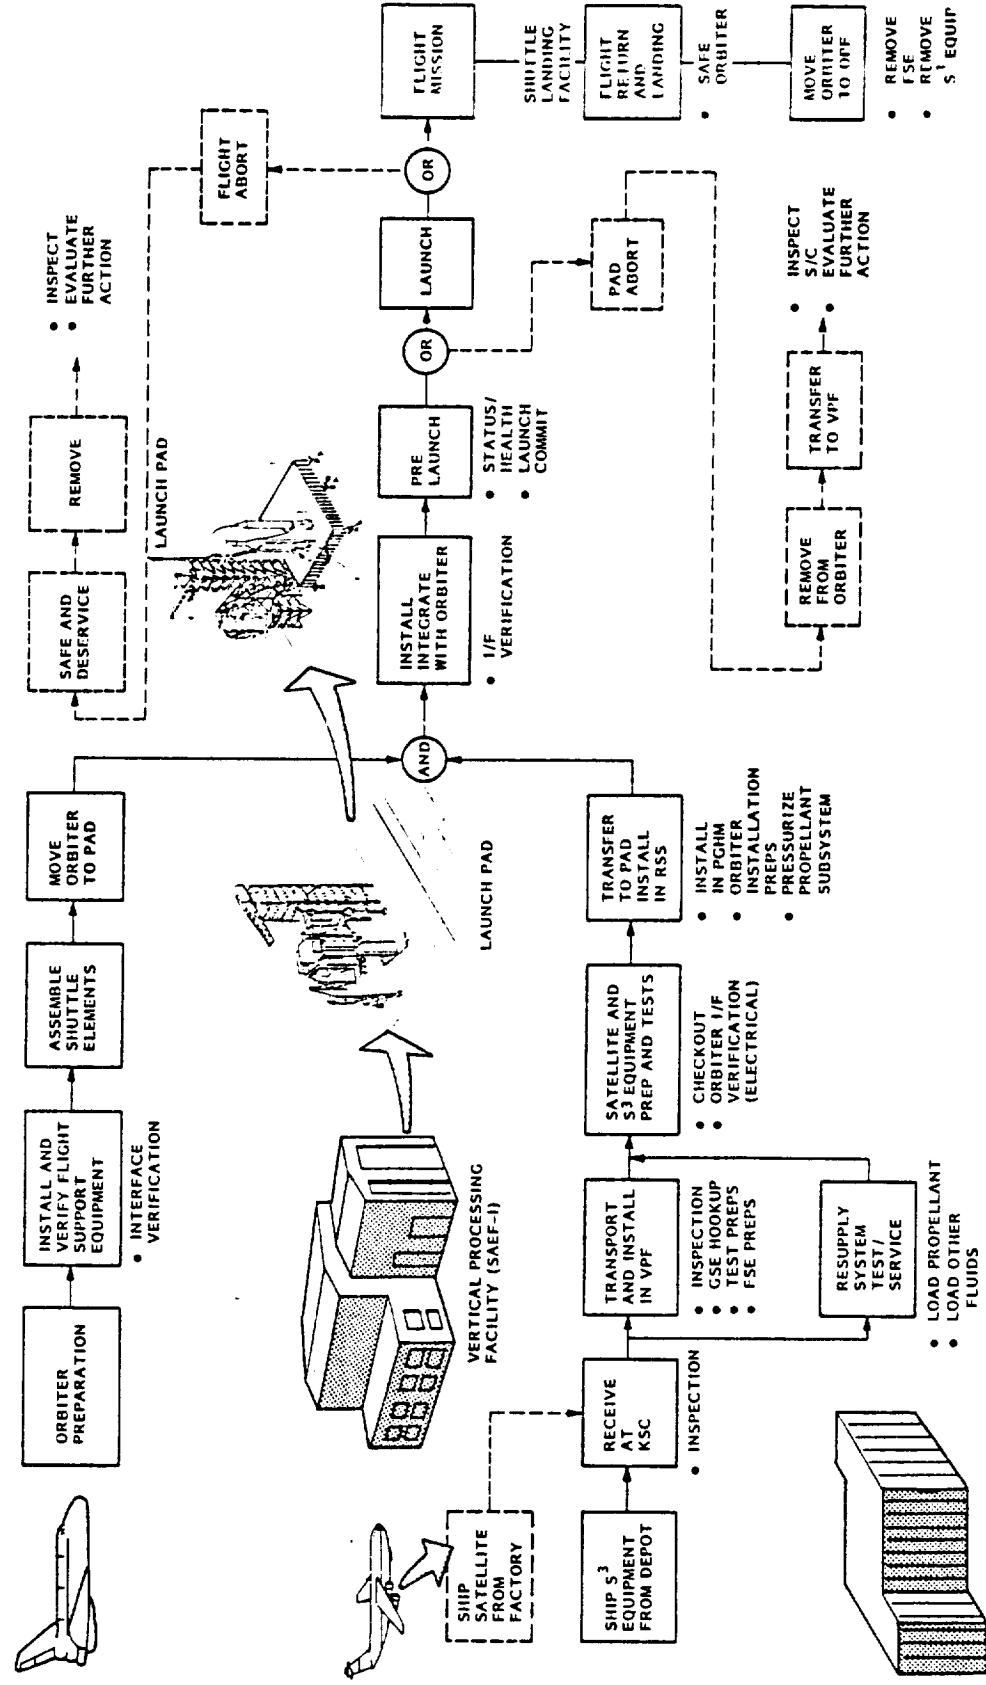 ORBITER
PREPARATION
INSTALL AND
VERIFY FLIGHT
SUPPORT
EQUIPMENT
• INTERFACE
VERIFICATION
ASSEMBLE
SHUTTLE
ELEMENTS
MOVE
ORBITER
TO PAD
SAFE AND
DESERVICE
REMOVE
• INSPECT
• EVALUATE
FURTHER
ACTION
LAUNCH PAD
FLIGHT
ABORT
VERTICAL PROCESSING
FACILITY (SAEF-I)
LAUNCH PAD
AND
INSTALL
INTEGRATE
WITH ORBITER
• I/F
VERIFICATION
PRE
LAUNCH
• STATUS/
HEALTH
• LAUNCH
COMMIT
OR
LAUNCH
OR
FLIGHT
MISSION
SHIP
SATELLITE
FROM
FACTORY
SHIP S3
EQUIPMENT
FROM DEPOT
RECEIVE
AT
KSC
• INSPECTION
TRANSPORT
AND INSTALL
IN VPF
• INSPECTION
• GSE HOOKUP
• TEST PREPS
• FSE PREPS
SATELLITE AND
S3 EQUIPMENT
PREP AND TESTS
• CHECKOUT
• ORBITER I/F
VERIFICATION
(ELECTRICAL)
TRANSFER
TO PAD
INSTALL
IN RSS
• INSTALL
IN PGHM
• ORBITER
INSTALLATION
PREPS
• PRESSURIZE
PROPELLANT
SUBSYSTEM
PAD
ABORT
SHUTTLE
LANDING
FACILITY
FLIGHT
RETURN
AND
LANDING
• SAFE
ORBITER
RESUPPLY
SYSTEM
TEST/
SERVICE
• LOAD PROPELLANT
• LOAD OTHER
FLUIDS
REMOVE
FROM
ORBITER
TRANSFER
TO VPF
• INSPECT
S/C
• EVALUATE
FURTHER
ACTION
MOVE
ORBITER
TO OPF
• REMOVE
FSE
• REMOVE
S3 EQUIP